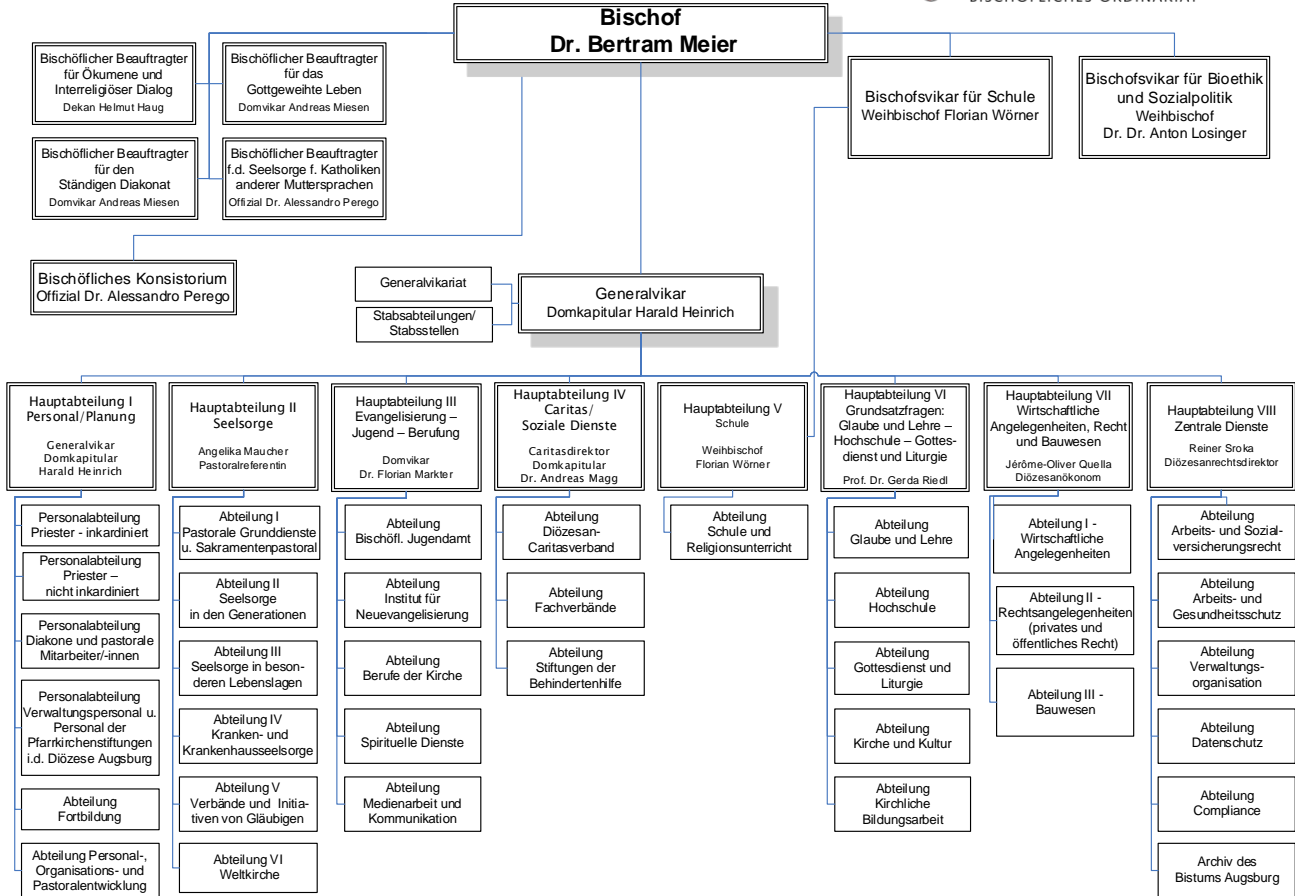 BISCHÖFLICHES ORDINARIAT
Bischof
Dr. Bertram Meier
Bischöflicher Beauftragter
für Ökumene und
Interreligiöser Dialog
Dekan Helmut Haug
Bischöflicher Beauftragter
für das
Gottgeweihte Leben
Domvikar Andreas Miesen
Bischöflicher Beauftragter
für den
Ständigen Diakonat
Domvikar Andreas Miesen
Bischöflicher Beauftragter
f.d. Seelsorge f. Katholiken
anderer Muttersprachen
Offizial Dr. Alessandro Perego
Bischofsvikar für Schule
Weihbischof Florian Wörner
Bischofsvikar für Bioethik
und Sozialpolitik
Weihbischof
Dr. Dr. Anton Losinger
Bischöfliches Konsistorium
Offizial Dr. Alessandro Perego
Generalvikariat
Stabsabteilungen/
Stabsstellen
Generalvikar
Domkapitular Harald Heinrich
Hauptabteilung I
Personal/Planung
Generalvikar
Domkapitular
Harald Heinrich
Personalabteilung
Priester - inkardiniert
Personalabteilung
Priester –
nicht inkardiniert
Personalabteilung
Diakone und pastorale
Mitarbeiter/-innen
Personalabteilung
Verwaltungspersonal u.
Personal der
Pfarrkirchenstiftungen
i.d. Diözese Augsburg
Abteilung
Fortbildung
Abteilung Personal-,
Organisations- und
Pastoralentwicklung
Hauptabteilung II
Seelsorge
Angelika Maucher
Pastoralreferentin
Abteilung I
Pastorale Grunddienste
u. Sakramentenpastoral
Abteilung II
Seelsorge
in den Generationen
Abteilung III
Seelsorge in beson-
deren Lebenslagen
Abteilung IV
Kranken- und
Krankenhausseelsorge
Abteilung V
Verbände und Initia-
tiven von Gläubigen
Abteilung VI
Weltkirche
Hauptabteilung III
Evangelisierung –
Jugend – Berufung
Domvikar
Dr. Florian Markter
Abteilung
Bischöfl. Jugendamt
Abteilung
Institut für
Neuevangelisierung
Abteilung
Berufe der Kirche
Abteilung
Spirituelle Dienste
Abteilung
Medienarbeit und
Kommunikation
Hauptabteilung IV
Caritas/
Soziale Dienste
Caritasdirektor
Domkapitular
Dr. Andreas Magg
Abteilung
Diözesan-
Caritasverband
Abteilung
Fachverbände
Abteilung
Stiftungen der
Behindertenhilfe
Hauptabteilung V
Schule
Weihbischof
Florian Wörner
Abteilung
Schule und
Religionsunterricht
Hauptabteilung VI
Grundsatzfragen:
Glaube und Lehre –
Hochschule – Gottes-
dienst und Liturgie
Prof. Dr. Gerda Riedl
Abteilung
Glaube und Lehre
Abteilung
Hochschule
Abteilung
Gottesdienst und
Liturgie
Abteilung
Kirche und Kultur
Abteilung
Kirchliche
Bildungsarbeit
Hauptabteilung VII
Wirtschaftliche
Angelegenheiten, Recht
und Bauwesen
Jérôme-Oliver Quella
Diözesanökonom
Abteilung I -
Wirtschaftliche
Angelegenheiten
Abteilung II -
Rechtsangelegenheiten
(privates und
öffentliches Recht)
Abteilung III -
Bauwesen
Hauptabteilung VIII
Zentrale Dienste
Reiner Sroka
Diözesanrechtsdirektor
Abteilung
Arbeits- und Sozial-
versicherungsrecht
Abteilung
Arbeits- und
Gesundheitsschutz
Abteilung
Verwaltungs-
organisation
Abteilung
Datenschutz
Abteilung
Compliance
Archiv des
Bistums Augsburg